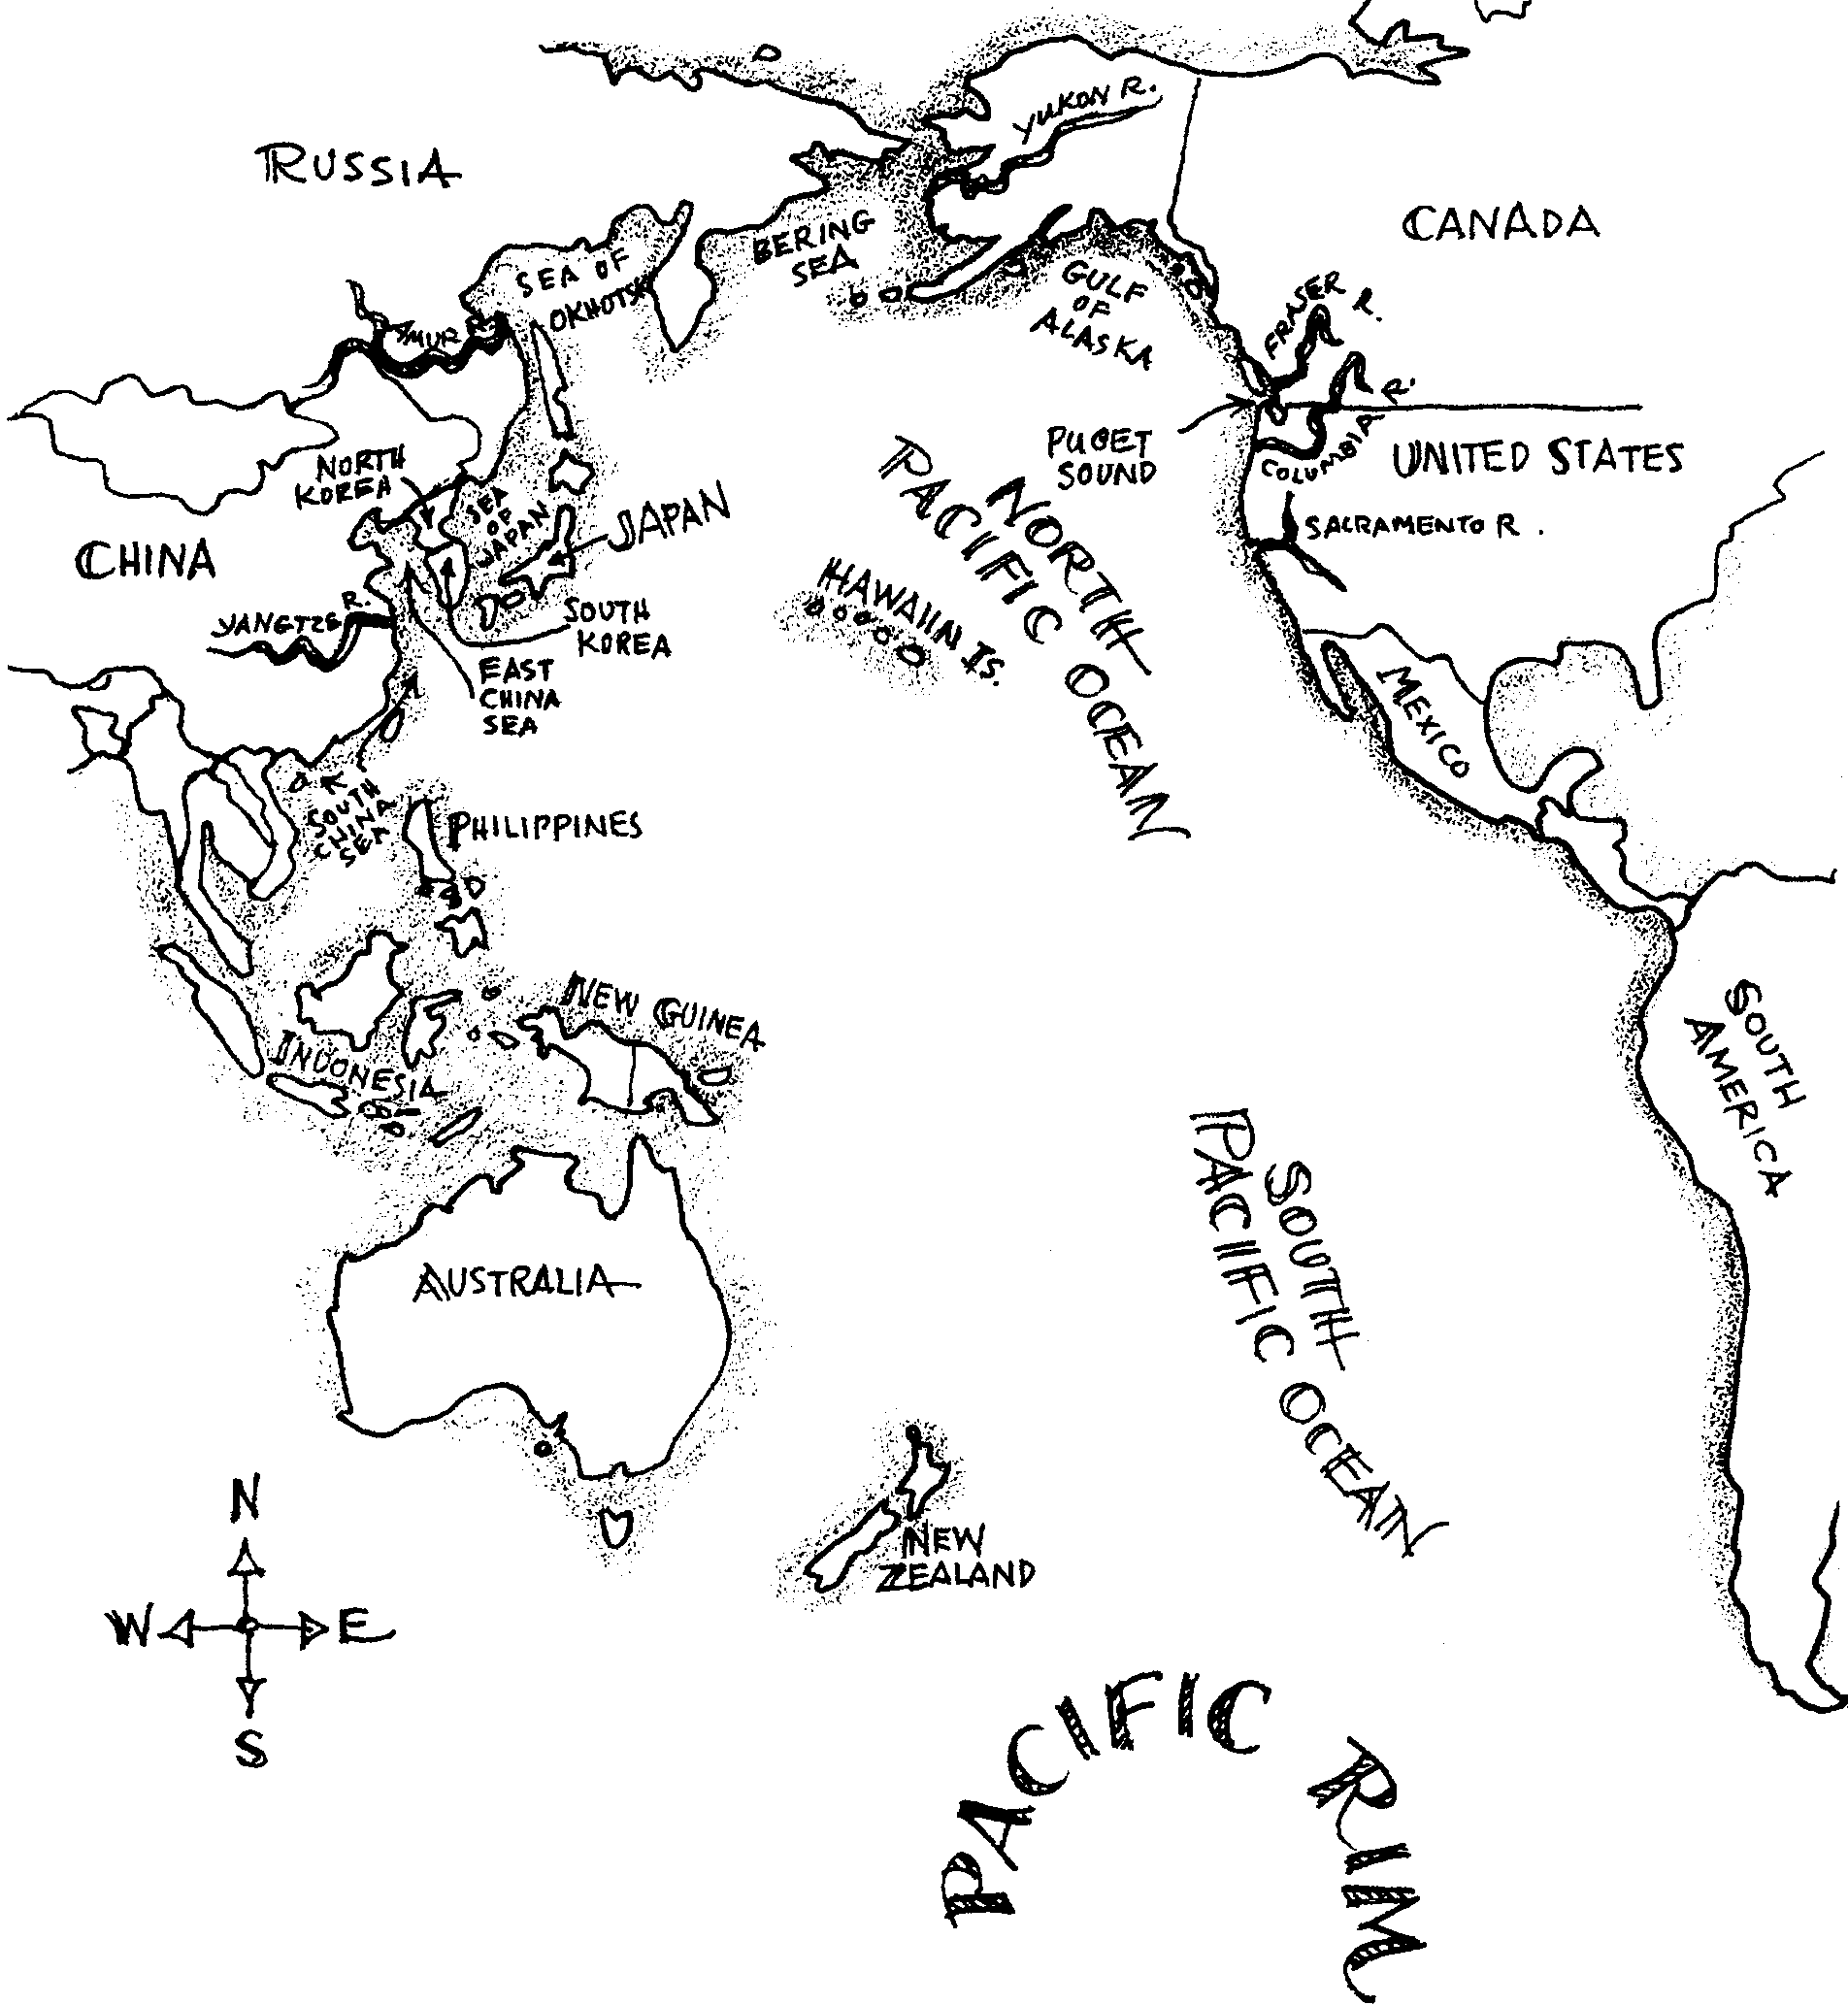 YUKON R.
RUSSIA
CANADA
BERING
SEA
SEA OF
OKHOTSK
GULF
OF
ALASKA
FRASER R.
AMUR R.
COLUMBIA R.
PUGET
SOUND
UNITED STATES
NORTH
KOREA
SEA
OF
JAPAN
JAPAN
NORTH
PACIFIC OCEAN
SACRAMENTO R.
CHINA
HAWAIIN IS.
YANGTZE R.
SOUTH
KOREA
EAST
CHINA
SEA
MEXICO
SOUTH
CHINA
SEA
PHILIPPINES
NEW GUINEA
INDONESIA
SOUTH
AMERICA
SOUTH
PACIFIC OCEAN
AUSTRALIA
NEW
ZEALAND
N
W E
S
PACIFIC RIM